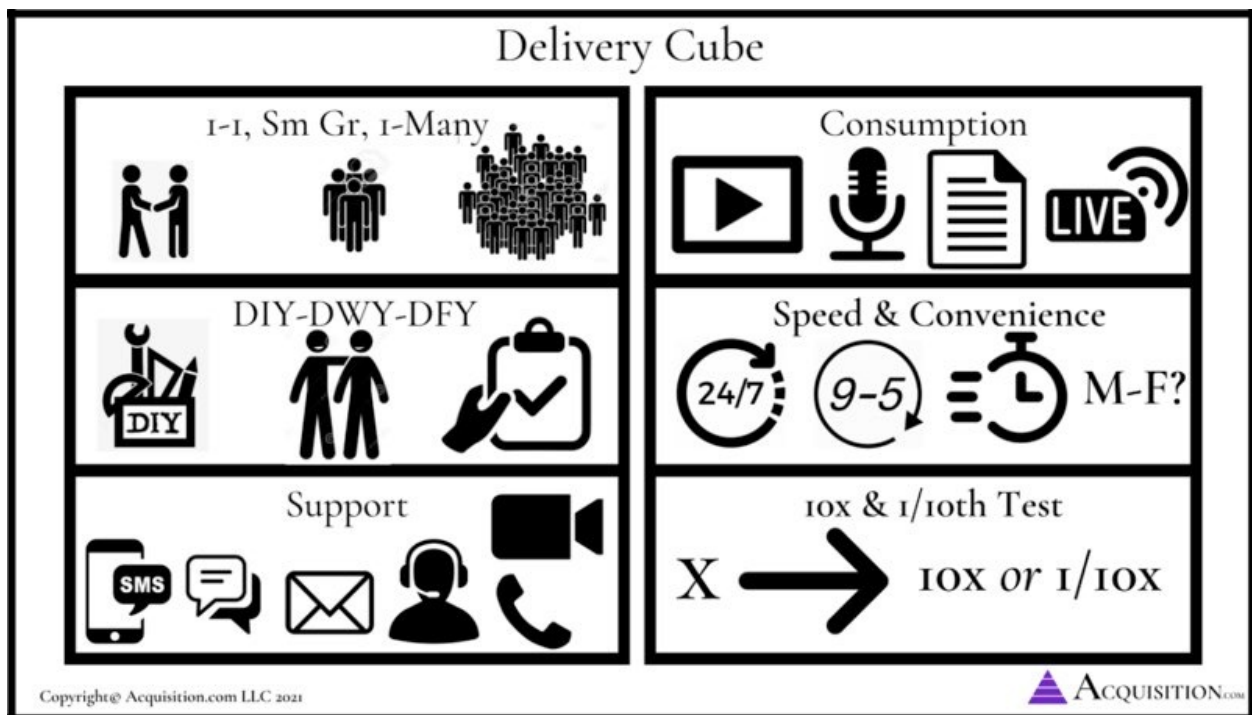 Delivery Cube
1-1, Sm Gr, 1-Many
Consumption
LIVE
DIY-DWY-DFY
DIY
Speed & Convenience
24/7
9-5
M-F?
Support
SMS
10x & 1/10th Test
X
10x or 1/10x
Copyright@ Acquisition.com LLC 2021
ACQUISITION.COM